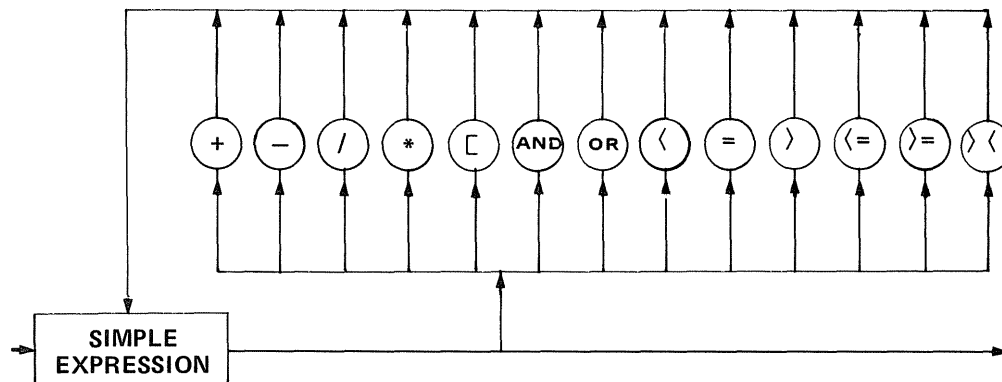 + − / * [ AND OR < = > <= >= ><
SIMPLE
EXPRESSION